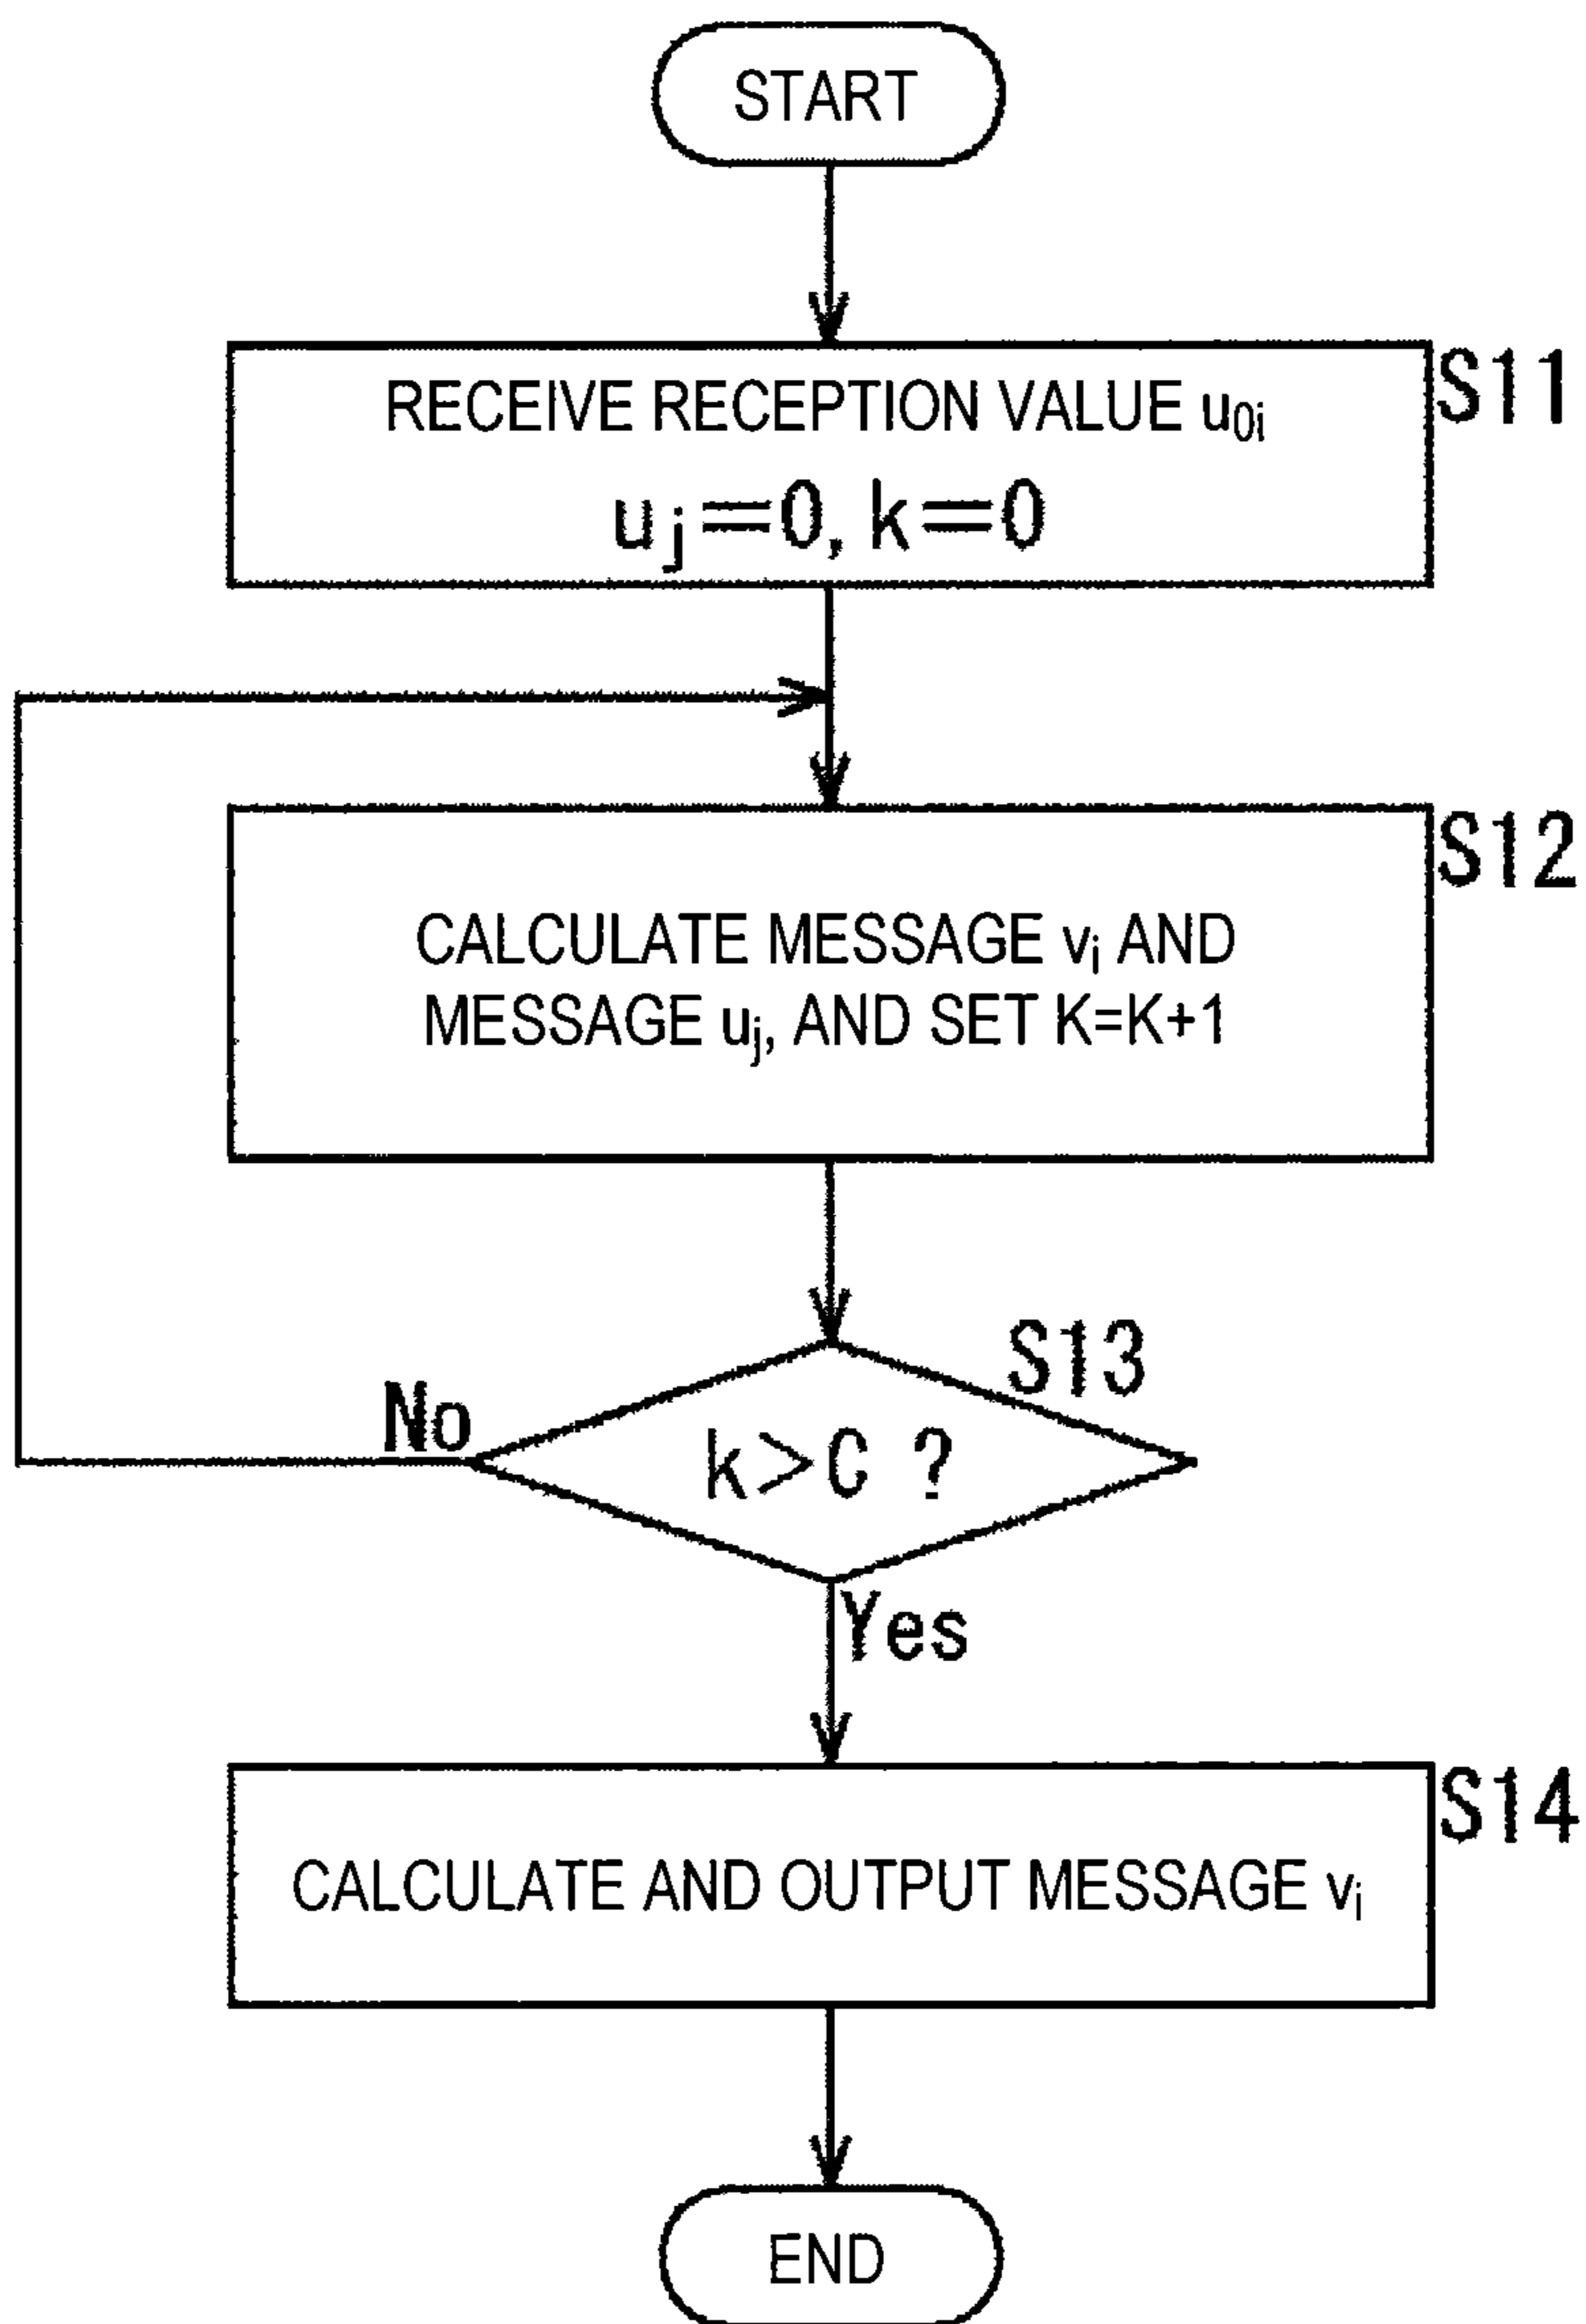 START
S11
RECEIVE RECEPTION VALUE u₀ᵢ
uⱼ=0, k=0
S12
CALCULATE MESSAGE vᵢ AND
MESSAGE uⱼ, AND SET K=K+1
S13
No
k>C ?
Yes
S14
CALCULATE AND OUTPUT MESSAGE vᵢ
END